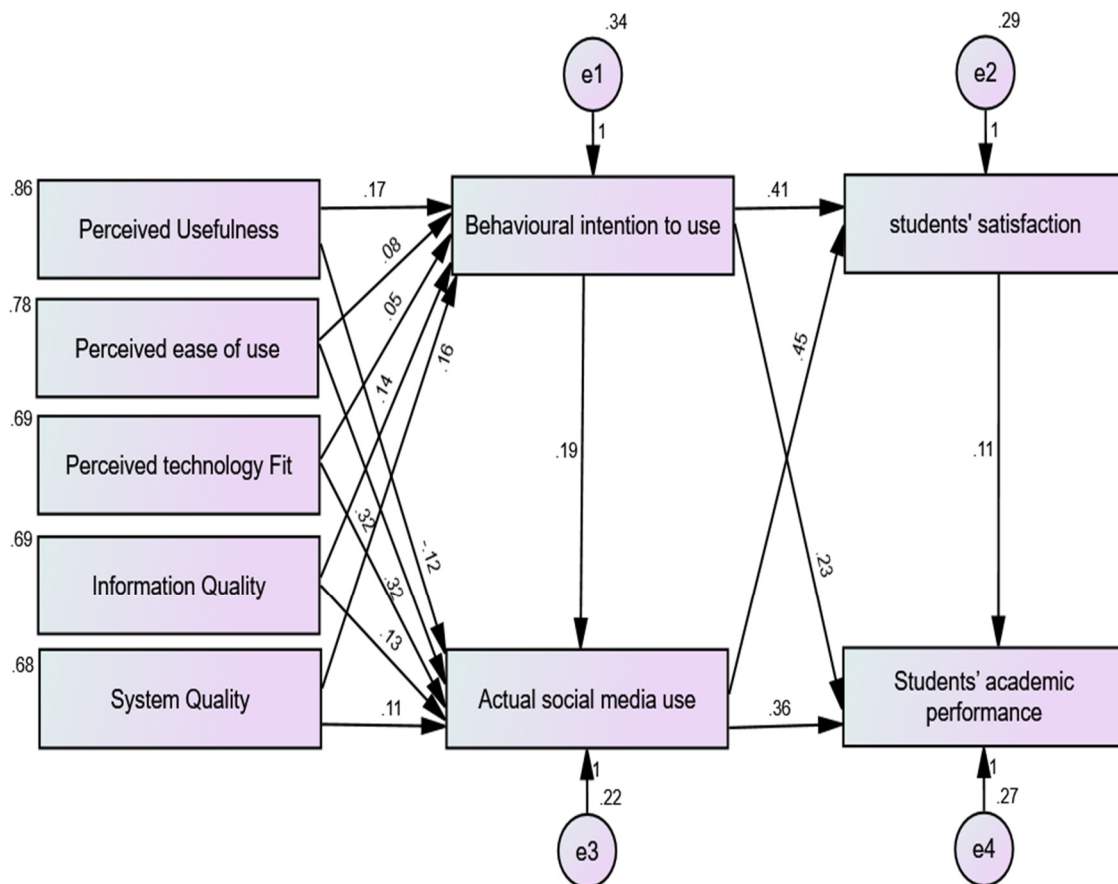 .34
.29
e1
e2
1
1
.86
Perceived Usefulness
.17
Behavioural intention to use
.41
students' satisfaction
.08
.78
Perceived ease of use
.05
.16
.45
.14
.69
Perceived technology Fit
.19
.11
.32
-.12
.69
Information Quality
.32
.23
.13
.68
System Quality
.11
Actual social media use
.36
Students’ academic
performance
1
.22
1
.27
e3
e4